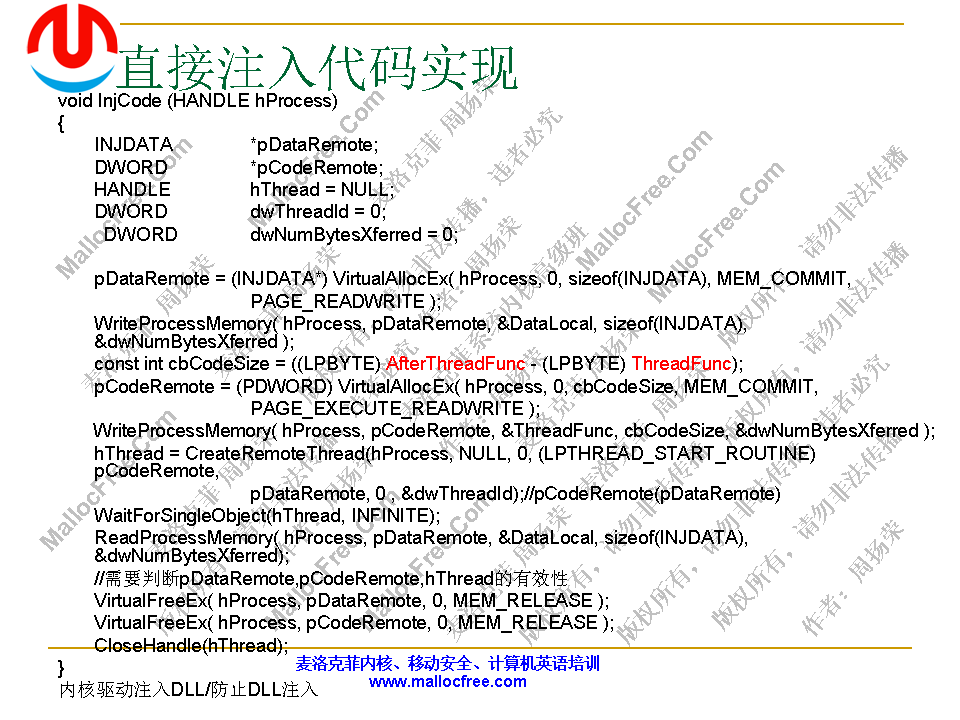 直接注入代码实现
void InjCode (HANDLE hProcess)
{
INJDATA *pDataRemote;
DWORD *pCodeRemote;
HANDLE hThread = NULL;
DWORD dwThreadId = 0;
DWORD dwNumBytesXferred = 0;
pDataRemote = (INJDATA*) VirtualAllocEx( hProcess, 0, sizeof(INJDATA), MEM_COMMIT,
PAGE_READWRITE );
WriteProcessMemory( hProcess, pDataRemote, &DataLocal, sizeof(INJDATA),
&dwNumBytesXferred );
const int cbCodeSize = ((LPBYTE) AfterThreadFunc - (LPBYTE) ThreadFunc);
pCodeRemote = (PDWORD) VirtualAllocEx( hProcess, 0, cbCodeSize, MEM_COMMIT,
PAGE_EXECUTE_READWRITE );
WriteProcessMemory( hProcess, pCodeRemote, &ThreadFunc, cbCodeSize, &dwNumBytesXferred );
hThread = CreateRemoteThread(hProcess, NULL, 0, (LPTHREAD_START_ROUTINE)
pCodeRemote,
pDataRemote, 0 , &dwThreadId);//pCodeRemote(pDataRemote)
WaitForSingleObject(hThread, INFINITE);
ReadProcessMemory( hProcess, pDataRemote, &DataLocal, sizeof(INJDATA),
&dwNumBytesXferred);
//需要判断pDataRemote,pCodeRemote,hThread的有效性
VirtualFreeEx( hProcess, pDataRemote, 0, MEM_RELEASE );
VirtualFreeEx( hProcess, pCodeRemote, 0, MEM_RELEASE );
CloseHandle(hThread);
}
麦洛克菲内核、移动安全、计算机英语培训
www.mallocfree.com
内核驱动注入DLL/防止DLL注入